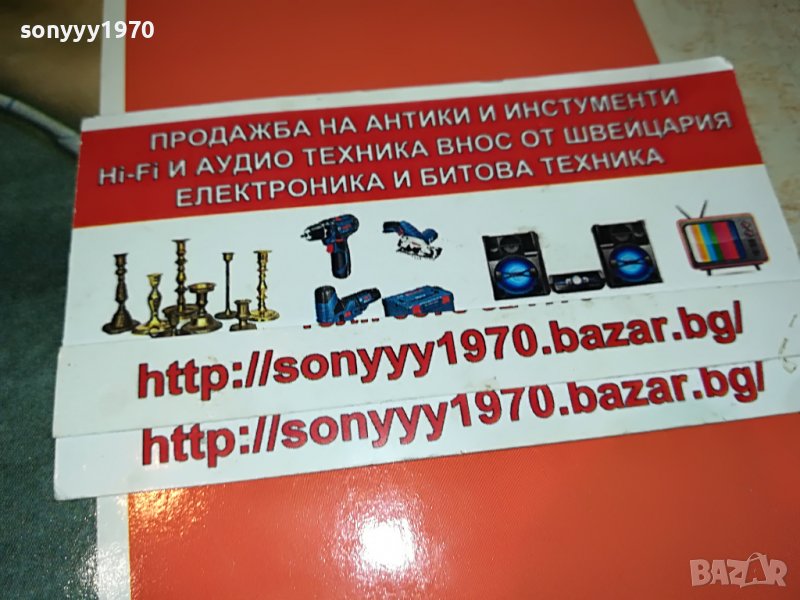 sonyyy1970
ПРОДАЖБА НА АНТИКИ И ИНСТУМЕНТИ
Hi-Fi И АУДИО ТЕХНИКА ВНОС ОТ ШВЕЙЦАРИЯ
ЕЛЕКТРОНИКА И БИТОВА ТЕХНИКА
http://sonyyy1970.bazar.bg/
http://sonyyy1970.bazar.bg/
BAZAR